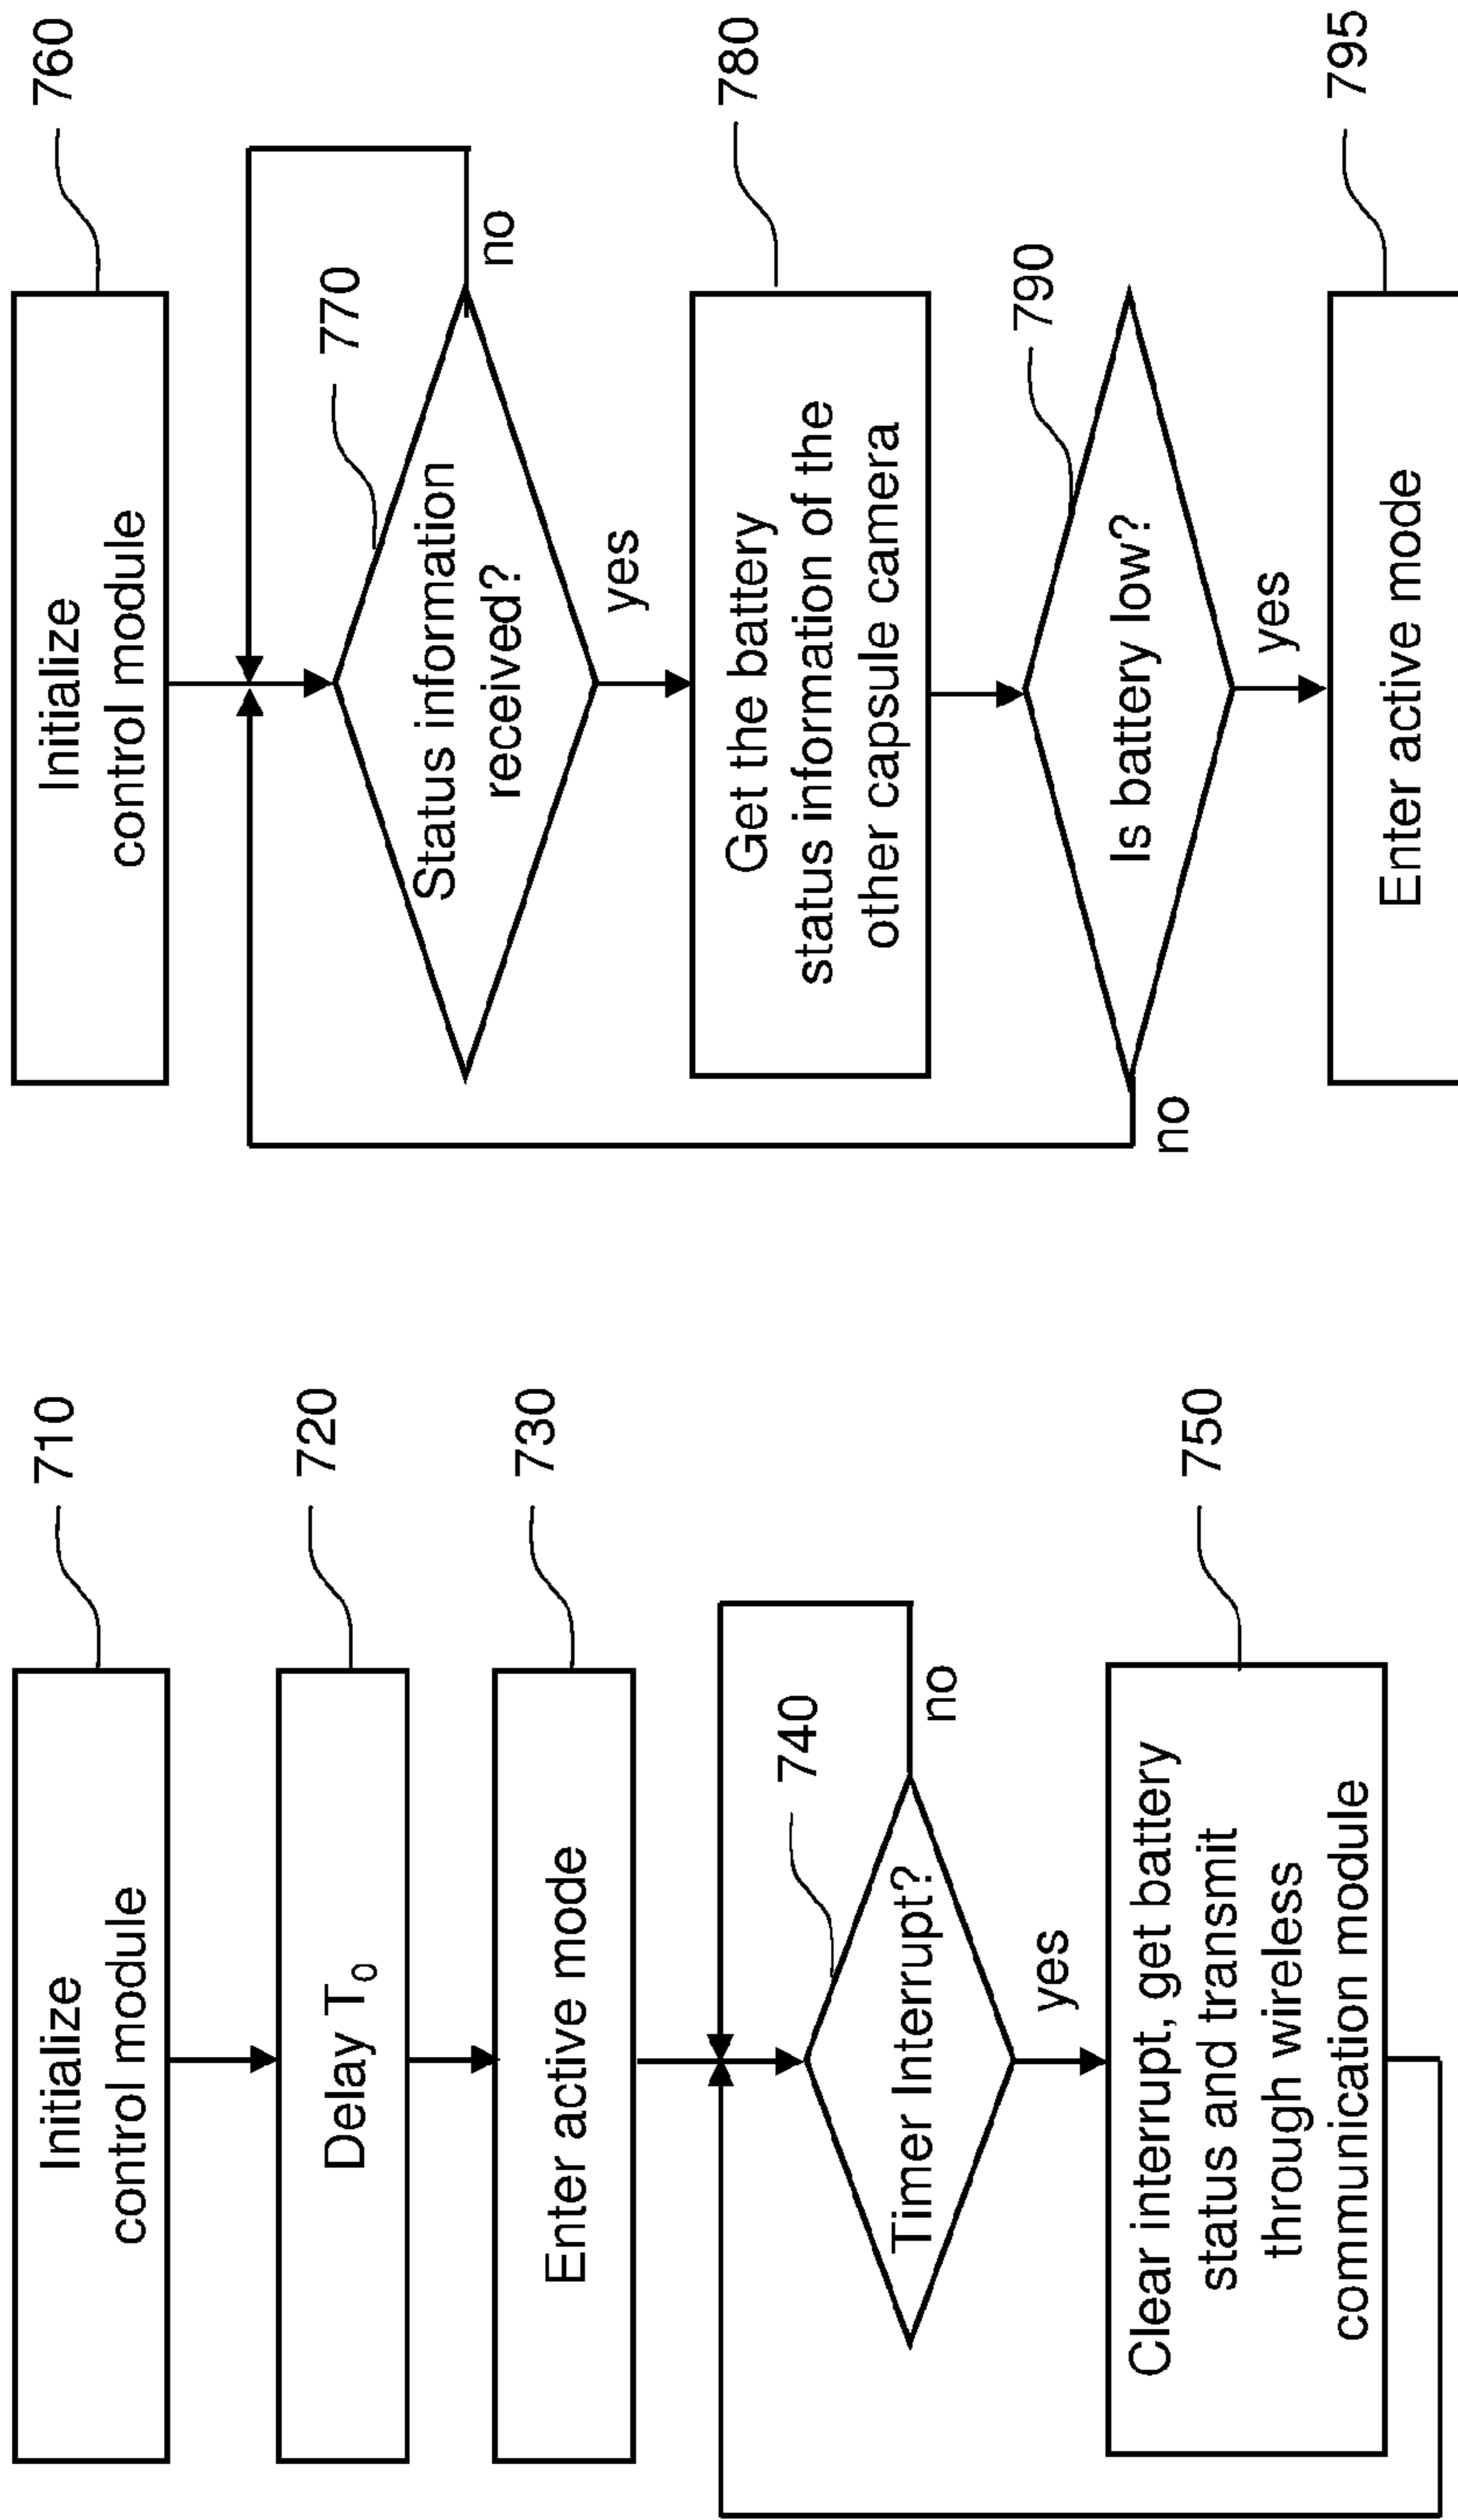 Initialize
control module
710
Delay T0
720
Enter active mode
730
Timer Interrupt?
740
no
yes
Clear interrupt, get battery
status and transmit
through wireless
communication module
750
Initialize
control module
760
Status information
received?
770
no
yes
Get the battery
status information of the
other capsule camera
780
Is battery low?
790
no
yes
Enter active mode
795